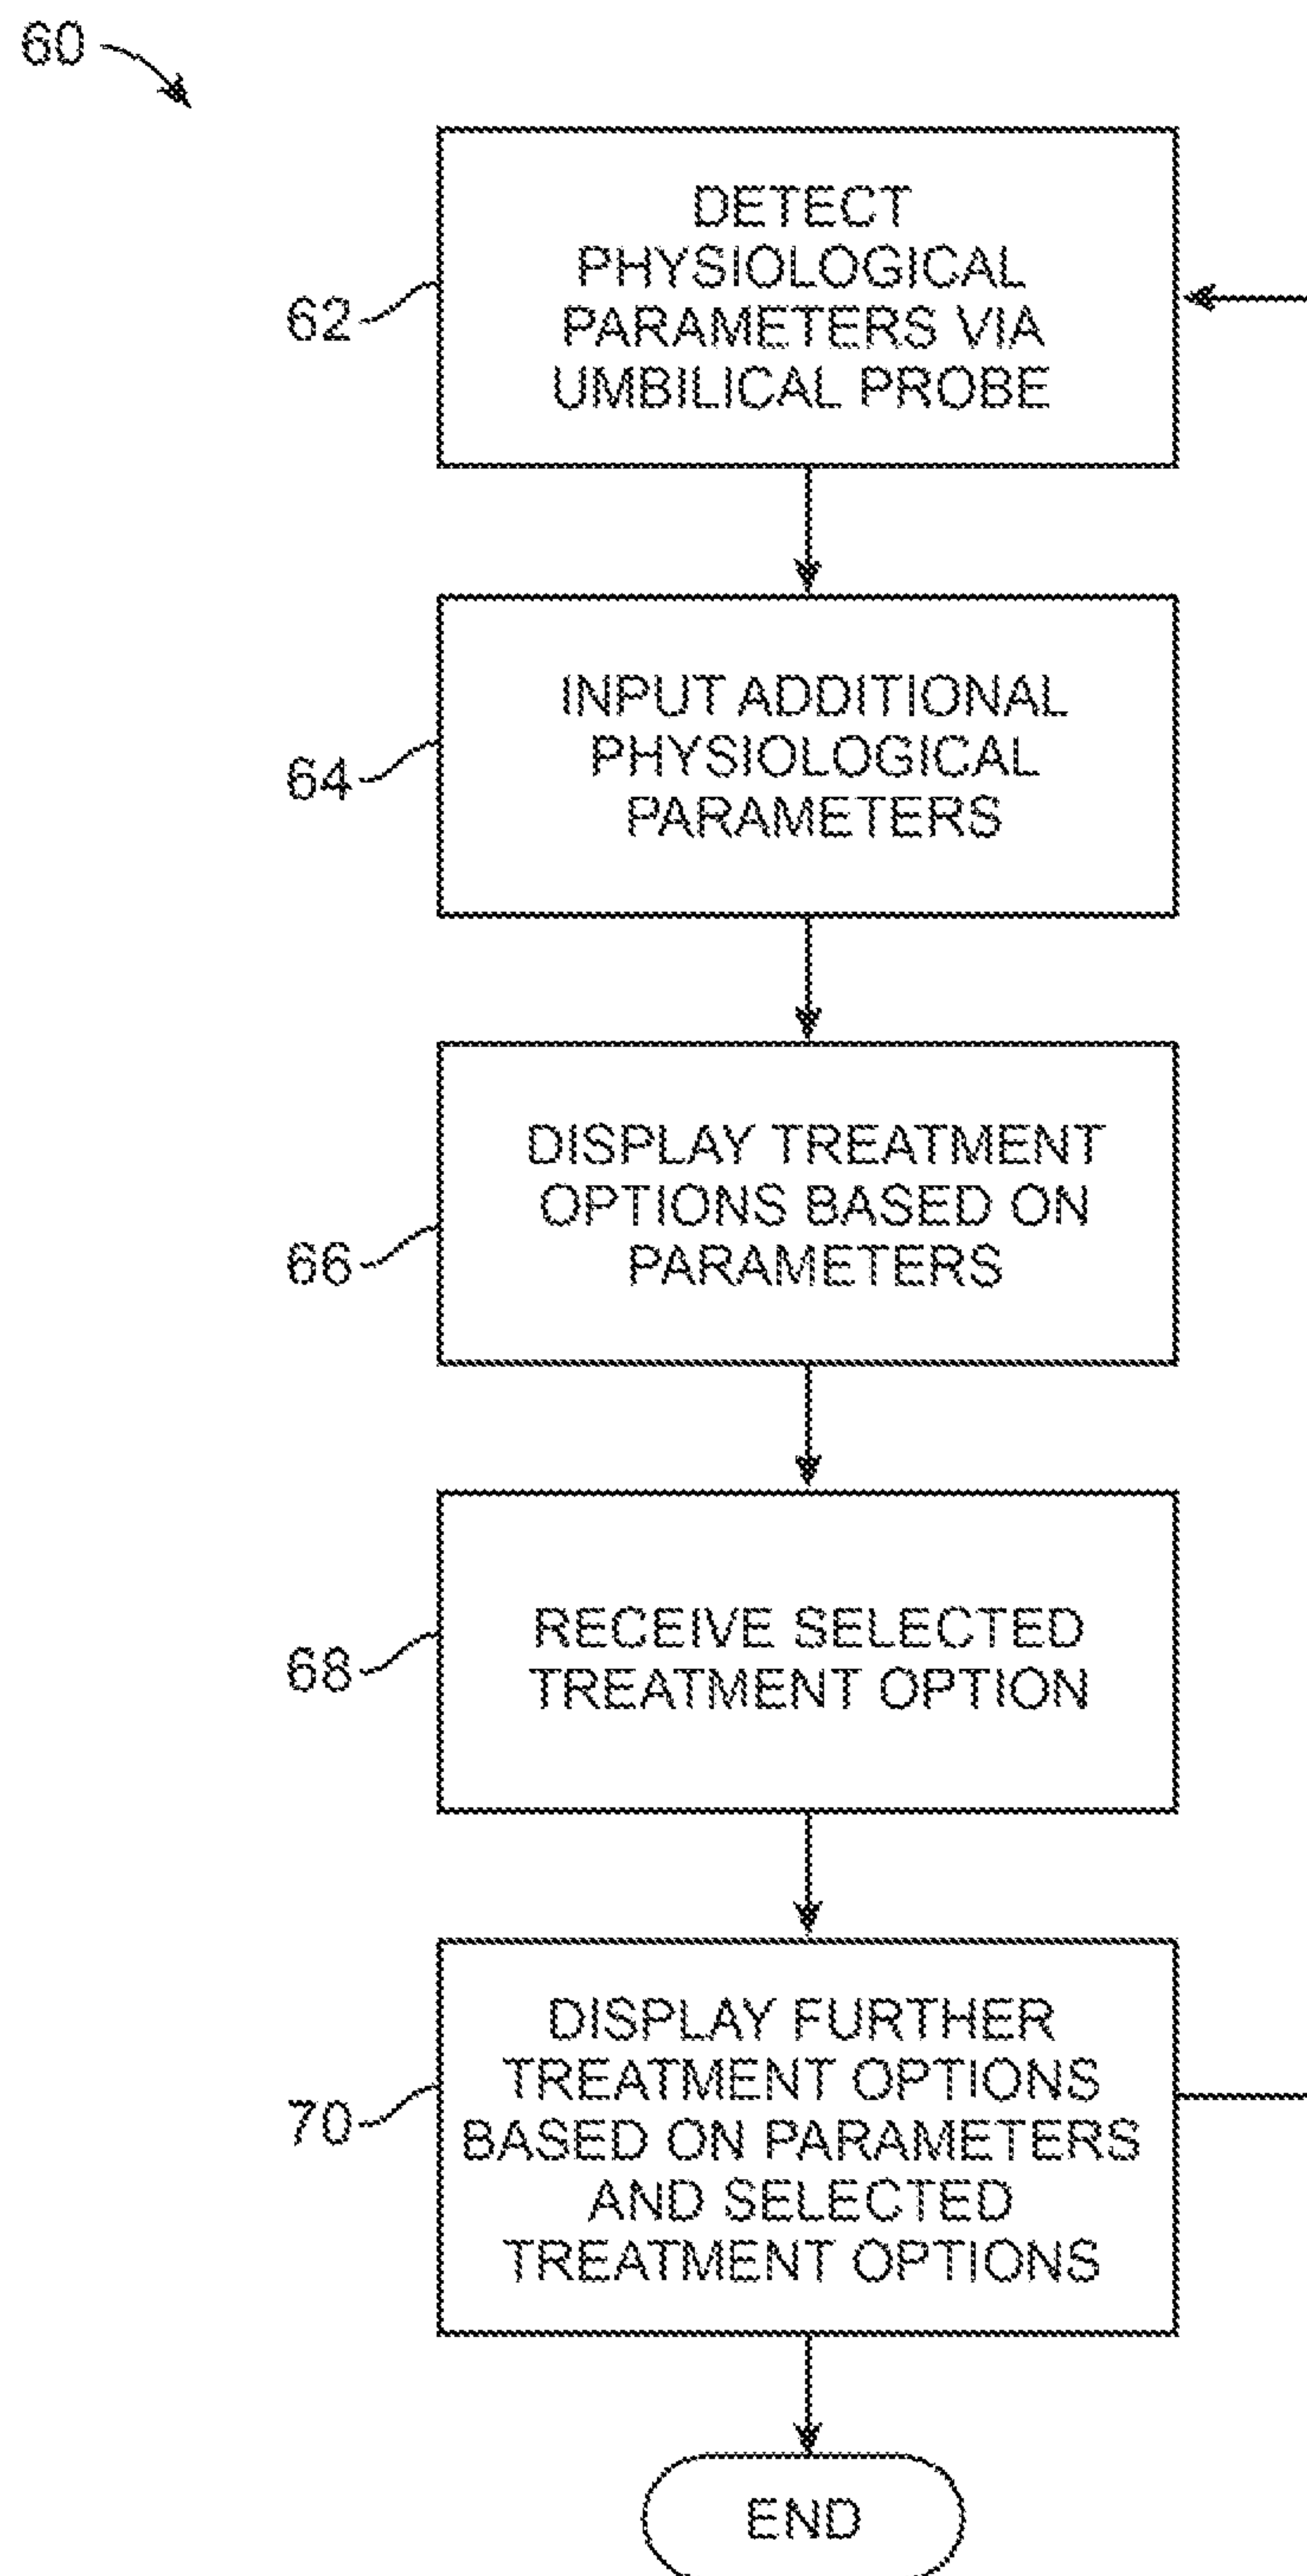 60
DETECT
PHYSIOLOGICAL
PARAMETERS VIA
UMBILICAL PROBE
62
INPUT ADDITIONAL
PHYSIOLOGICAL
PARAMETERS
64
DISPLAY TREATMENT
OPTIONS BASED ON
PARAMETERS
66
RECEIVE SELECTED
TREATMENT OPTION
68
DISPLAY FURTHER
TREATMENT OPTIONS
BASED ON PARAMETERS
AND SELECTED
TREATMENT OPTIONS
70
END